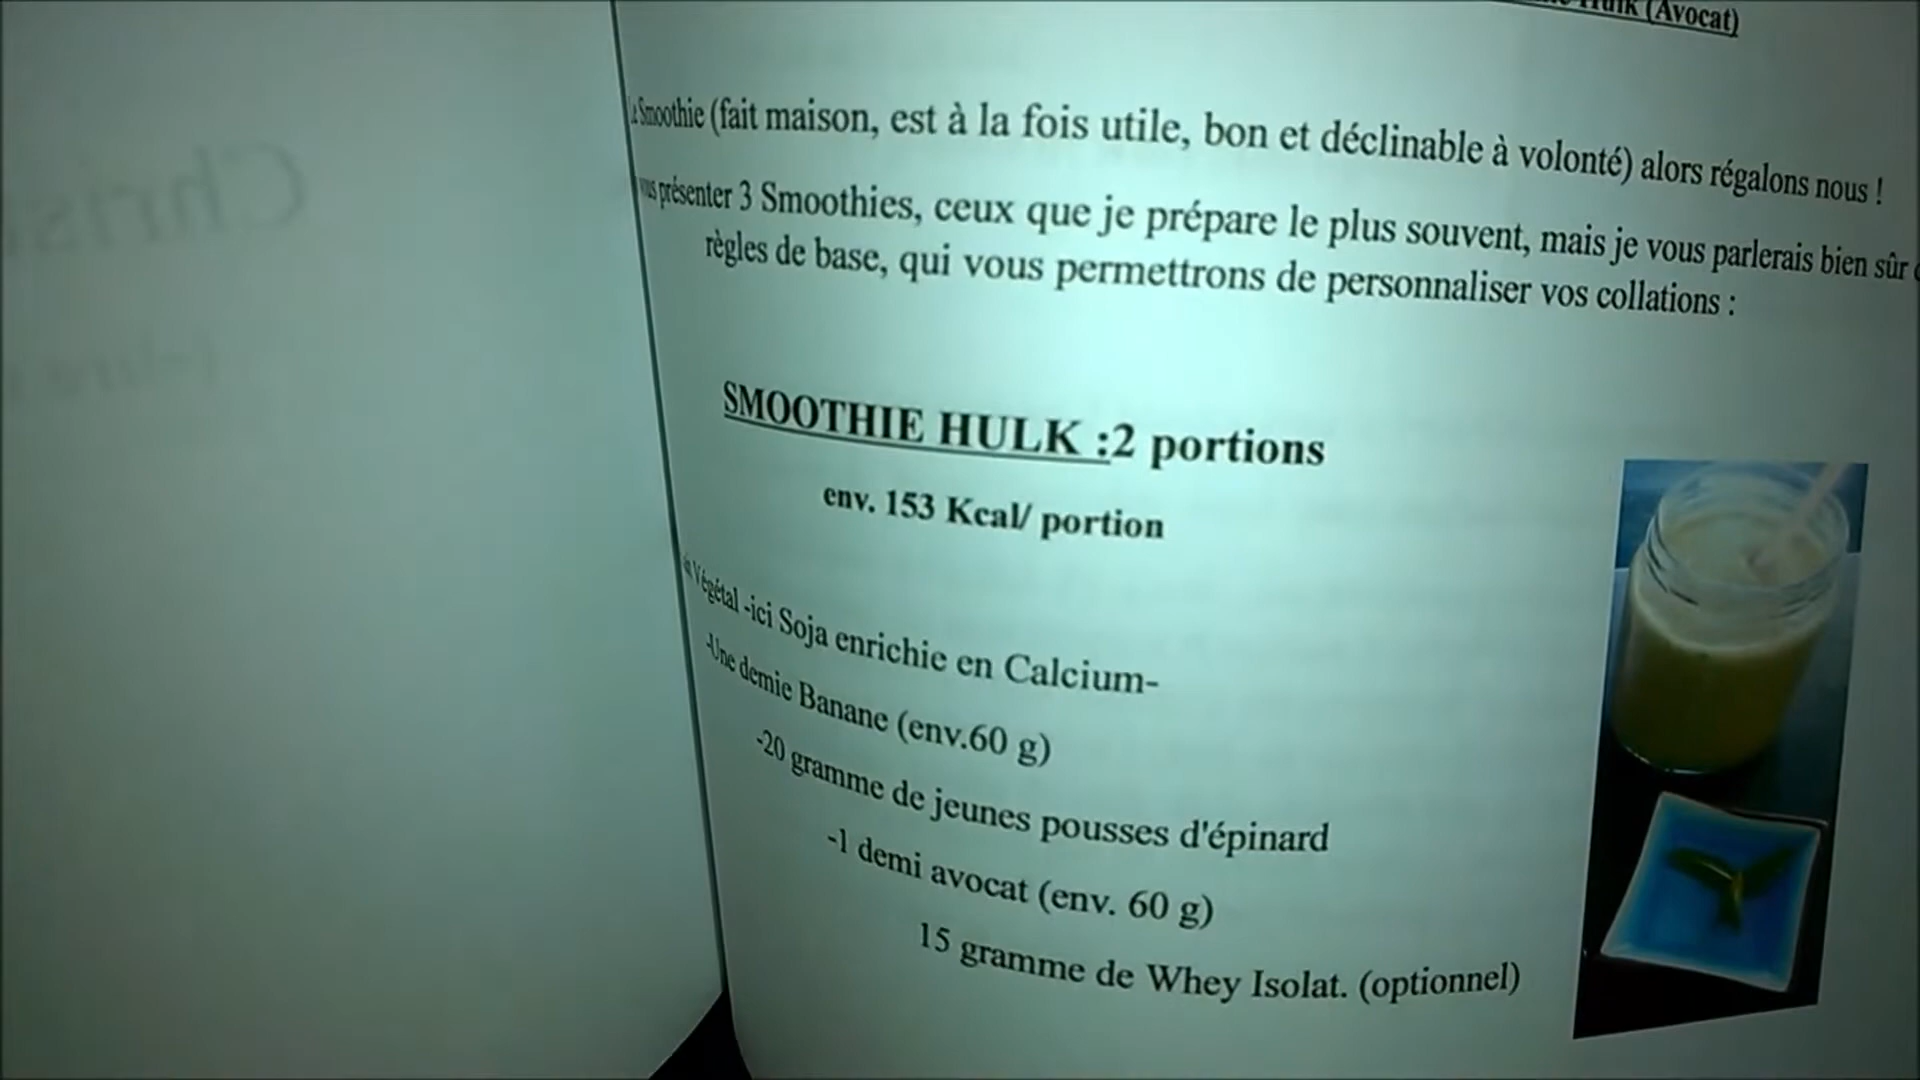 Hulk (Avocat)
Smoothie (fait maison, est à la fois utile, bon et déclinable à volonté) alors régalons nous !
présenter 3 Smoothies, ceux que je prépare le plus souvent, mais je vous parlerais bien sûr
règles de base, qui vous permettrons de personnaliser vos collations :
SMOOTHIE HULK :2 portions
env. 153 Kcal/ portion
Végétal -ici Soja enrichie en Calcium-
-Une demie Banane (env.60 g)
-20 gramme de jeunes pousses d'épinard
-1 demi avocat (env. 60 g)
15 gramme de Whey Isolat. (optionnel)